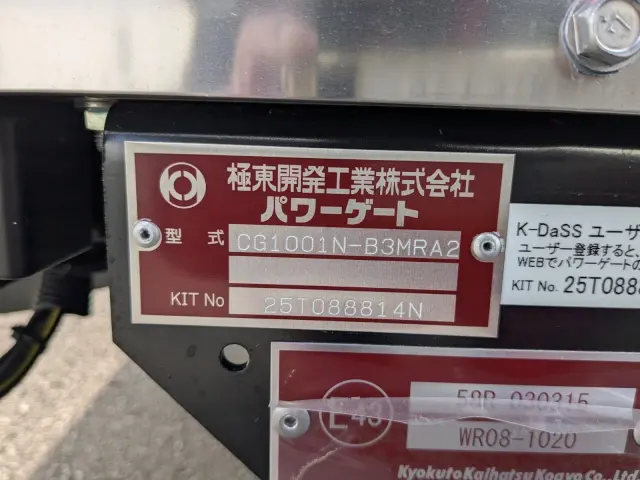 極東開発工業株式会社
パワーゲート
型式 CG1001N-B3MRA2
KIT No 25T088814N
K-DaSS ユーザ
ユーザー登録すると、
WEBでパワーゲートの
KIT No. 25T088
E43
58R-030315
WR08-1020
Kyokuto Kaihatsu Kogyo Co., Ltd